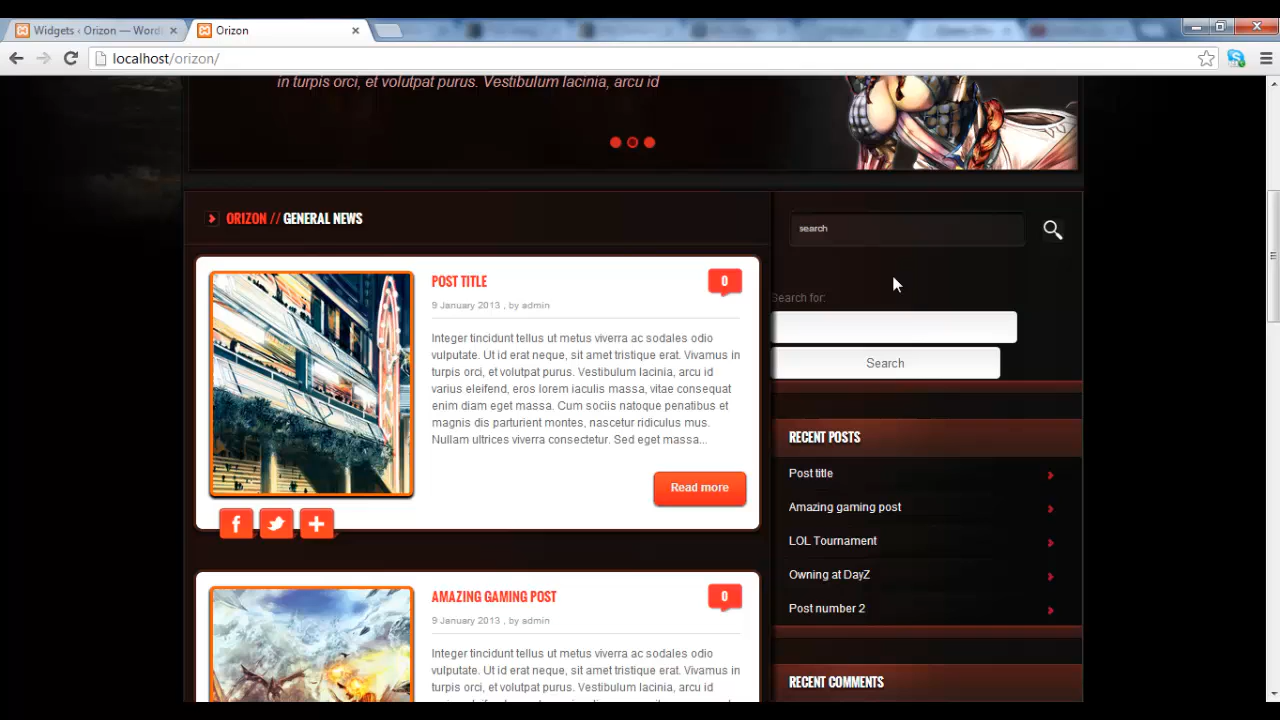 Widgets ‹ Orizon — Word
Orizon
localhost/orizon/
in turpis orci, et volutpat purus. Vestibulum lacinia, arcu id
ORIZON // GENERAL NEWS
search
POST TITLE
0
9 January 2013 , by admin
Integer tincidunt tellus ut metus viverra ac sodales odio
vulputate. Ut id erat neque, sit amet tristique erat. Vivamus in
turpis orci, et volutpat purus. Vestibulum lacinia, arcu id
varius eleifend, eros lorem iaculis massa, vitae consequat
enim diam eget massa. Cum sociis natoque penatibus et
magnis dis parturient montes, nascetur ridiculus mus.
Nullam ultrices viverra consectetur. Sed eget massa...
Read more
Search for:
Search
RECENT POSTS
Post title
Amazing gaming post
LOL Tournament
Owning at DayZ
Post number 2
AMAZING GAMING POST
0
9 January 2013 , by admin
Integer tincidunt tellus ut metus viverra ac sodales odio
vulputate. Ut id erat neque, sit amet tristique erat. Vivamus in
turpis orci, et volutpat purus. Vestibulum lacinia, arcu id
RECENT COMMENTS